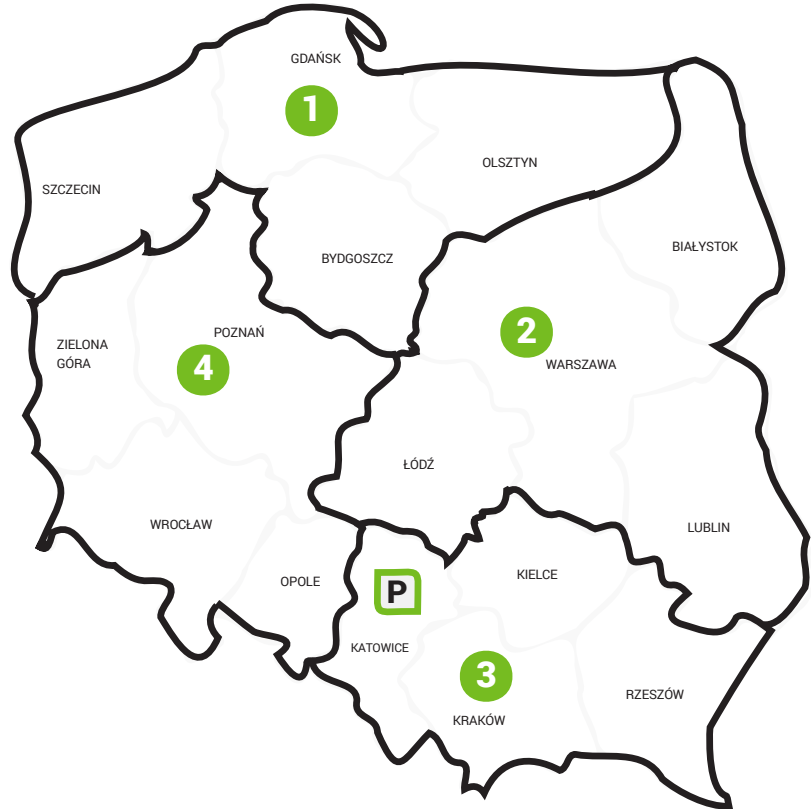 GDAŃSK
1
OLSZTYN
SZCZECIN
BIAŁYSTOK
BYDGOSZCZ
POZNAŃ
2
ZIELONA
GÓRA
4
WARSZAWA
ŁÓDŹ
WROCŁAW
LUBLIN
OPOLE
P
KIELCE
KATOWICE
3
RZESZÓW
KRAKÓW